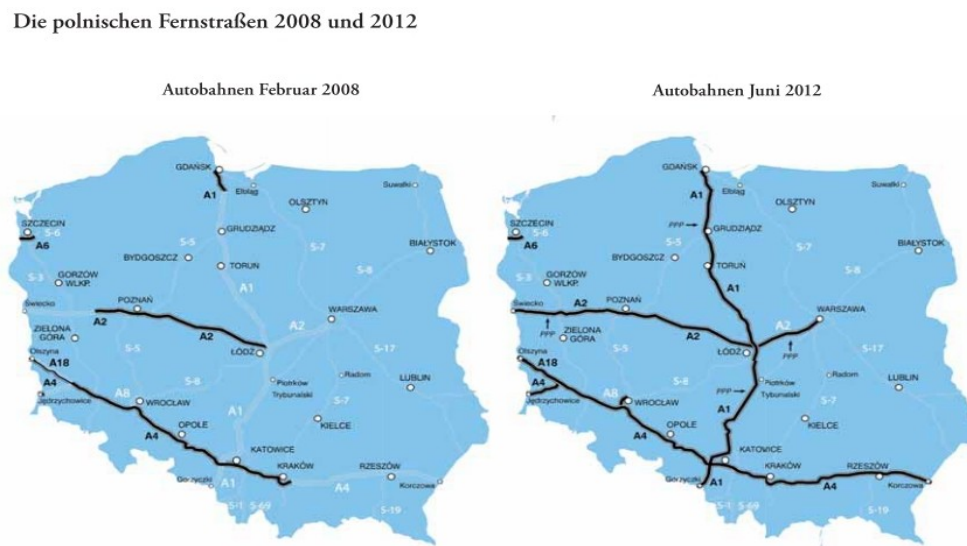 Die polnischen Fernstraßen 2008 und 2012
Autobahnen Februar 2008
GDAŃSK
A1
Elbląg
Suwałki
OLSZTYN
SZCZECIN
S-6
A6
GRUDZIĄDZ
S-5
S-7
BIAŁYSTOK
BYDGOSZCZ
TORUŃ
S-8
S-3
GORZÓW
WLKP.
A1
Świecko
POZNAŃ
WARSZAWA
A2
A2
A2
ZIELONA
GÓRA
S-5
ŁÓDŹ
S-17
Olszyna
A18
A4
S-8
Piotrków
Trybunalski
Radom
LUBLIN
Jędrzychowice
A8
WROCŁAW
A1
S-7
KIELCE
OPOLE
A4
KATOWICE
KRAKÓW
RZESZÓW
Gorzyczki
A1
A4
Korczowa
S-1
S-69
S-19
Autobahnen Juni 2012
GDAŃSK
A1
Elbląg
Suwałki
OLSZTYN
SZCZECIN
S-6
A6
PPP
GRUDZIĄDZ
S-5
S-7
BIAŁYSTOK
BYDGOSZCZ
TORUŃ
S-8
S-3
GORZÓW
WLKP.
A1
Świecko
A2
POZNAŃ
WARSZAWA
PPP
A2
A2
ZIELONA
GÓRA
S-5
ŁÓDŹ
PPP
S-17
Olszyna
A18
A4
S-8
PPP
Piotrków
Trybunalski
Radom
LUBLIN
Jędrzychowice
A8
WROCŁAW
A1
S-7
KIELCE
OPOLE
A4
KATOWICE
KRAKÓW
RZESZÓW
Gorzyczki
A1
A4
Korczowa
S-1
S-69
S-19